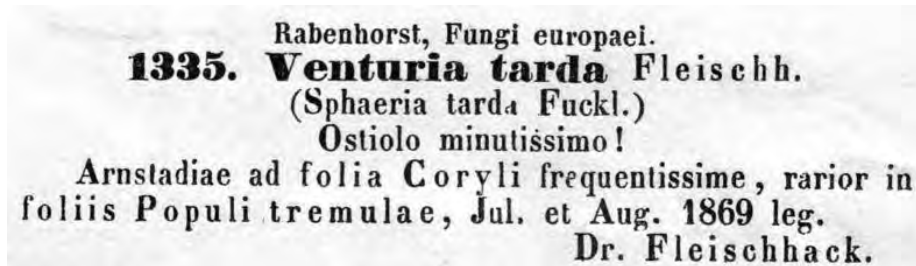 Rabenhorst, Fungi europaei.
1335. Venturia tarda Fleischh.
(Sphaeria tarda Fuckl.)
Ostiolo minutissimo!
Arnstadiae ad folia Coryli frequentissime, rarior in
foliis Populi tremulae, Jul. et Aug. 1869 leg.
Dr. Fleischhack.